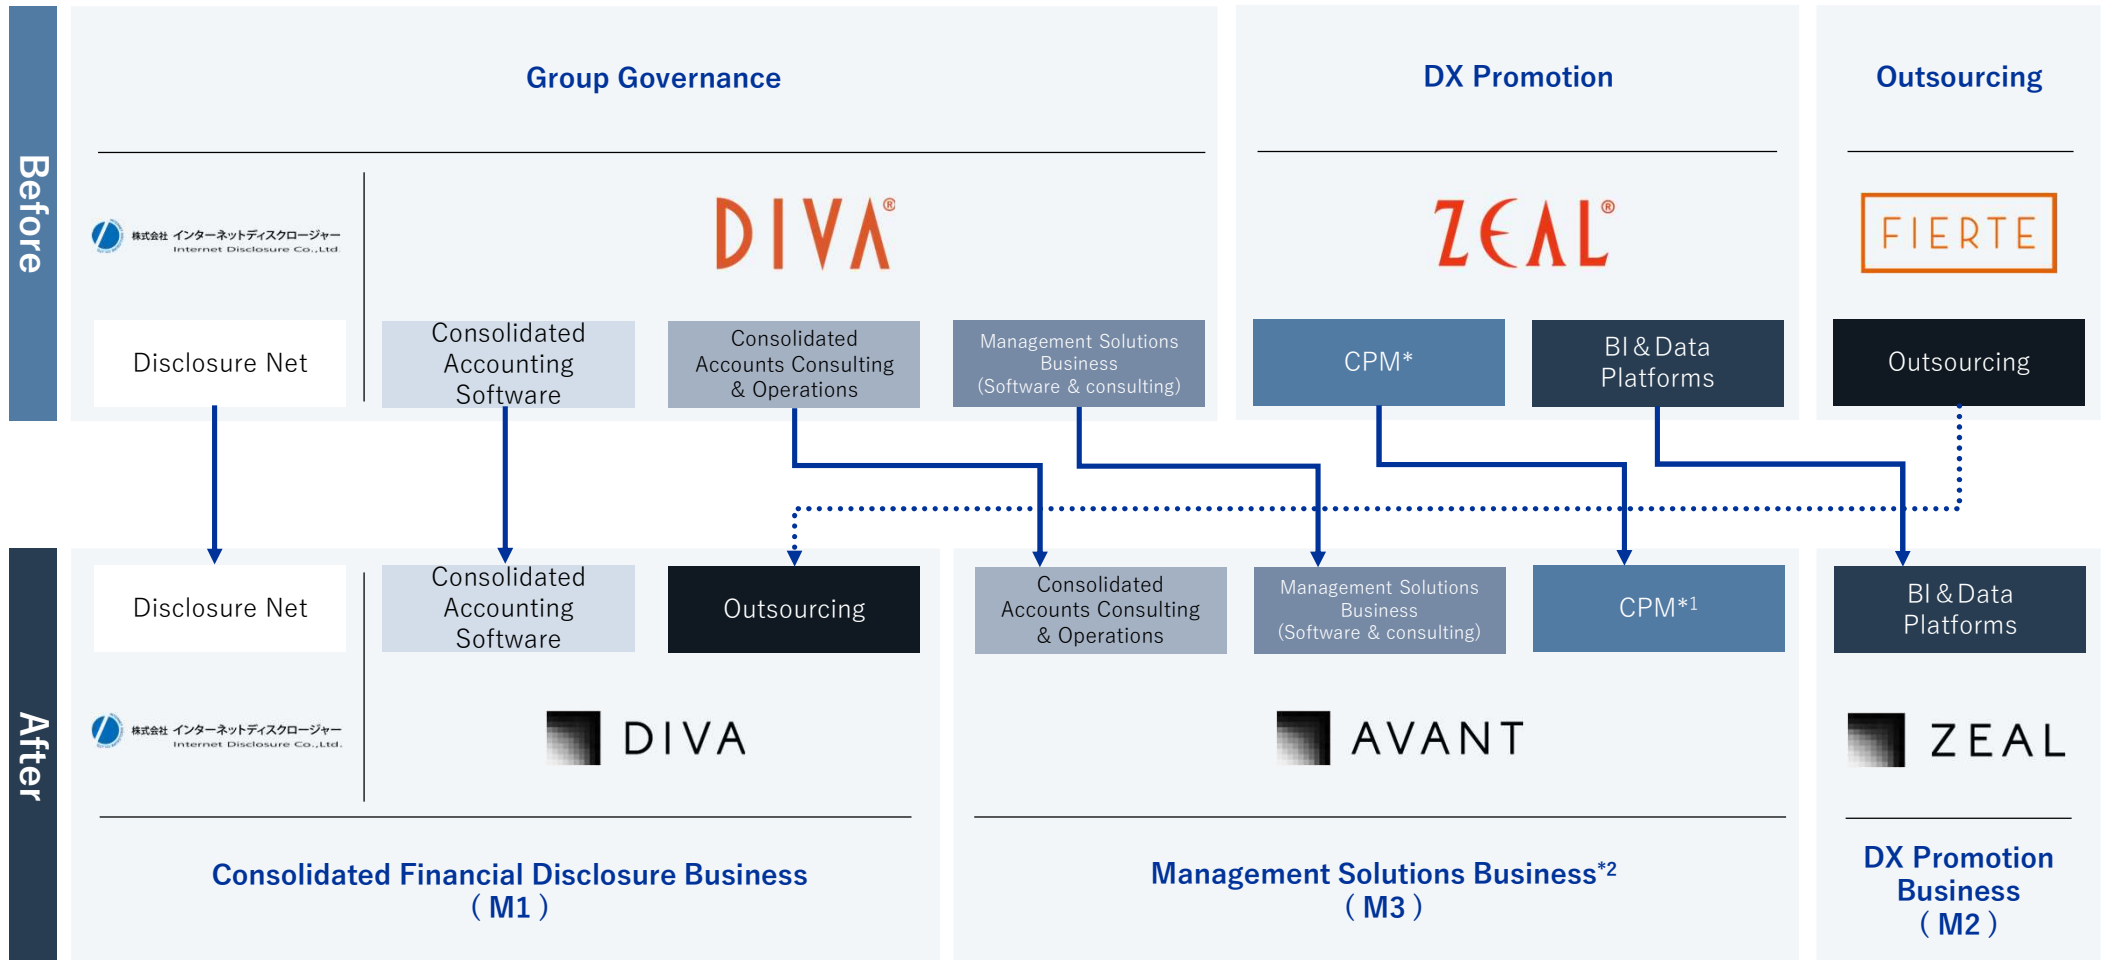 Before
Group Governance
DX Promotion
Outsourcing
株式会社 インターネットディスクロージャー
Internet Disclosure Co.,Ltd.
DIVA®
ZEAL®
FIERTE
Disclosure Net
Consolidated
Accounting
Software
Consolidated
Accounts Consulting
& Operations
Management Solutions
Business
(Software & consulting)
CPM*
BI & Data
Platforms
Outsourcing
After
Disclosure Net
Consolidated
Accounting
Software
Outsourcing
Consolidated
Accounts Consulting
& Operations
Management Solutions
Business
(Software & consulting)
CPM*1
BI & Data
Platforms
株式会社 インターネットディスクロージャー
Internet Disclosure Co.,Ltd.
DIVA
AVANT
ZEAL
Consolidated Financial Disclosure Business
(M1)
Management Solutions Business*2
(M3)
DX Promotion
Business
(M2)